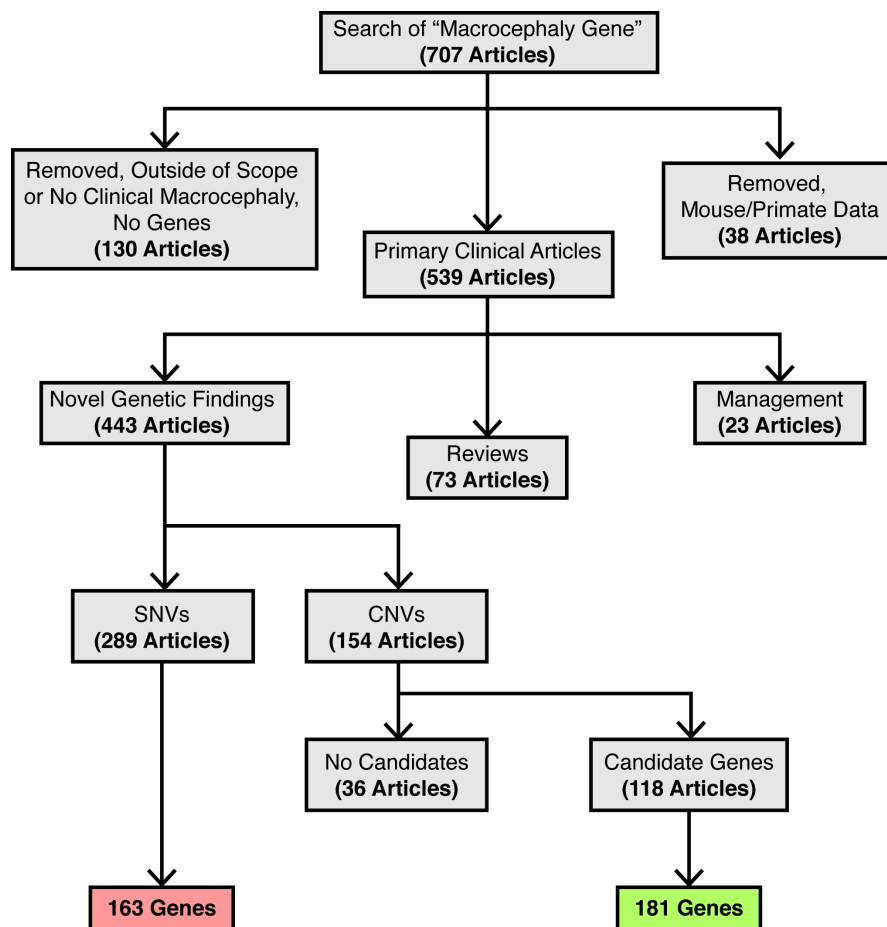 Search of “Macrocephaly Gene”
(707 Articles)
Removed, Outside of Scope
or No Clinical Macrocephaly,
No Genes
(130 Articles)
Removed,
Mouse/Primate Data
(38 Articles)
Primary Clinical Articles
(539 Articles)
Novel Genetic Findings
(443 Articles)
Management
(23 Articles)
Reviews
(73 Articles)
SNVs
(289 Articles)
CNVs
(154 Articles)
No Candidates
(36 Articles)
Candidate Genes
(118 Articles)
163 Genes
181 Genes